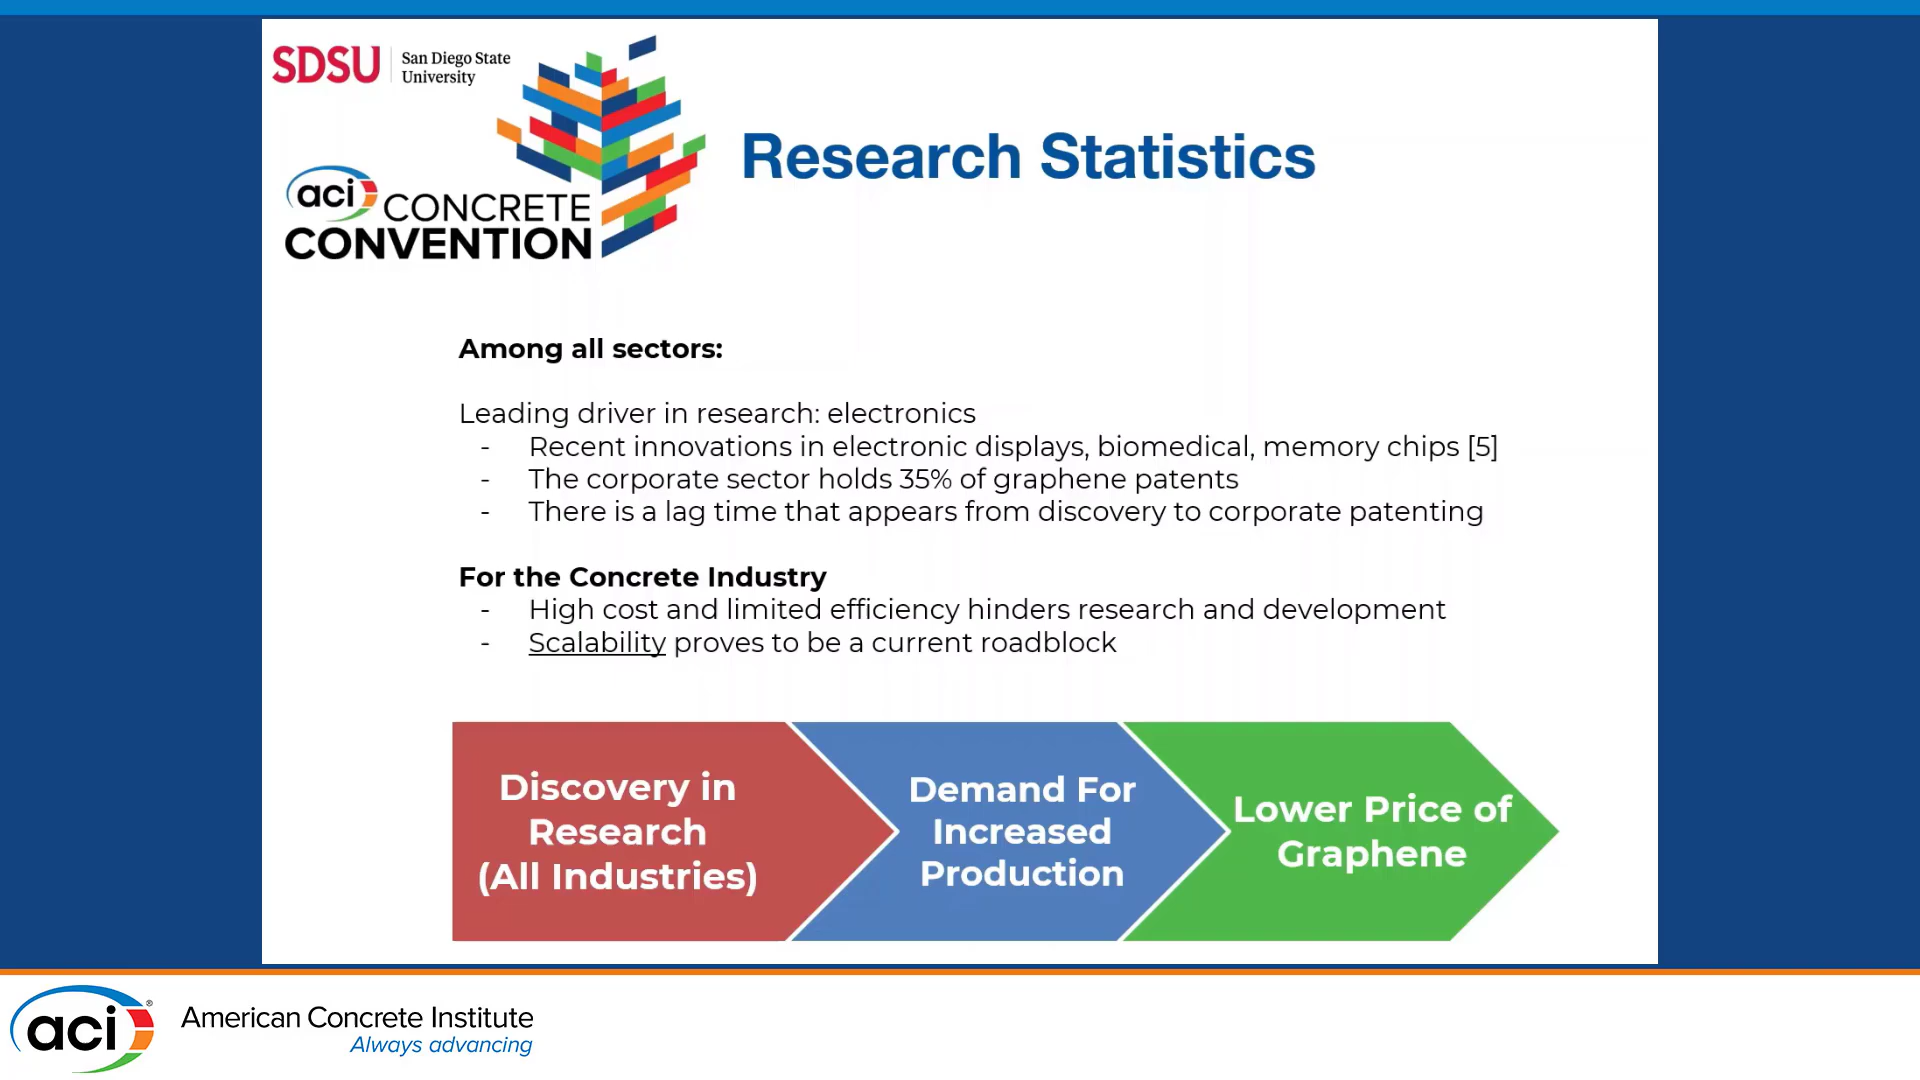 SDSU
San Diego State
University
aci CONCRETE
CONVENTION
Research Statistics
Among all sectors:
Leading driver in research: electronics
- Recent innovations in electronic displays, biomedical, memory chips [5]
- The corporate sector holds 35% of graphene patents
- There is a lag time that appears from discovery to corporate patenting
For the Concrete Industry
- High cost and limited efficiency hinders research and development
- Scalability proves to be a current roadblock
Discovery in
Research
(All Industries)
Demand For
Increased
Production
Lower Price of
Graphene
aci®
American Concrete Institute
Always advancing